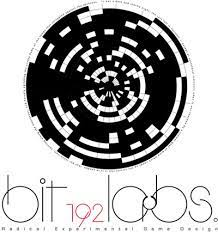 bit 192 labs.
Radical Experimental Game Design